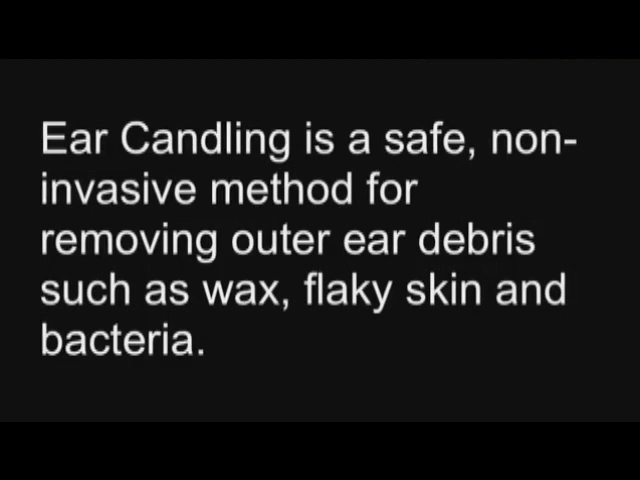 Ear Candling is a safe, non-
invasive method for
removing outer ear debris
such as wax, flaky skin and
bacteria.